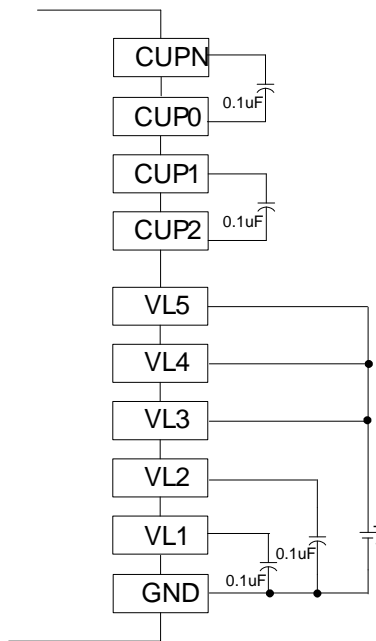 CUPN
0.1uF
CUP0
CUP1
0.1uF
CUP2
VL5
VL4
VL3
VL2
VL1
0.1uF
0.1uF
GND